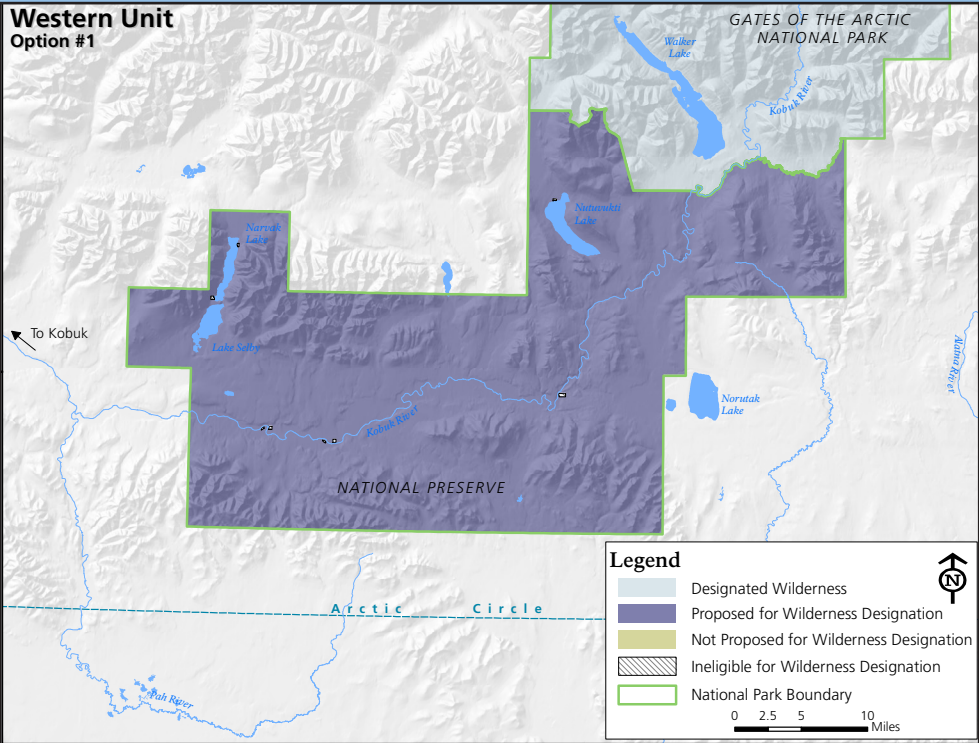 Western Unit
Option #1
GATES OF THE ARCTIC
NATIONAL PARK
Walker
Lake
Kobuk River
Nutuvukti
Lake
Narvak
Lake
To Kobuk
Lake Selby
Alatna River
Norutak
Lake
Kobuk River
NATIONAL PRESERVE
Arctic Circle
Pah River
Legend
N
Designated Wilderness
Proposed for Wilderness Designation
Not Proposed for Wilderness Designation
Ineligible for Wilderness Designation
National Park Boundary
0 2.5 5 10
Miles